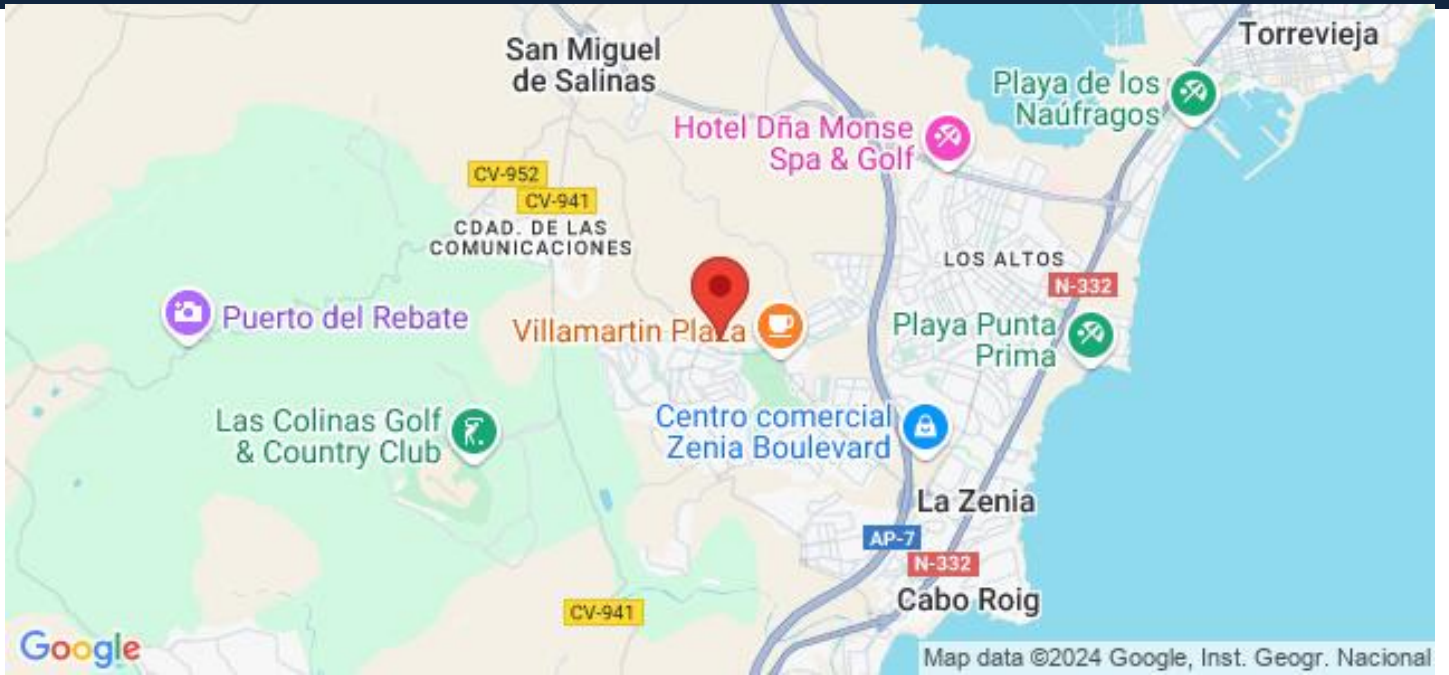 Torrevieja
San Miguel
de Salinas
Playa de los
Naúfragos
Hotel Dña Monse
Spa & Golf
CV-952
CV-941
CDAD. DE LAS
COMUNICACIONES
LOS ALTOS
N-332
Puerto del Rebate
Villamartin Plaza
Playa Punta
Prima
Las Colinas Golf
& Country Club
Centro comercial
Zenia Boulevard
La Zenia
AP-7
N-332
Cabo Roig
CV-941
Google
Map data ©2024 Google, Inst. Geogr. Nacional